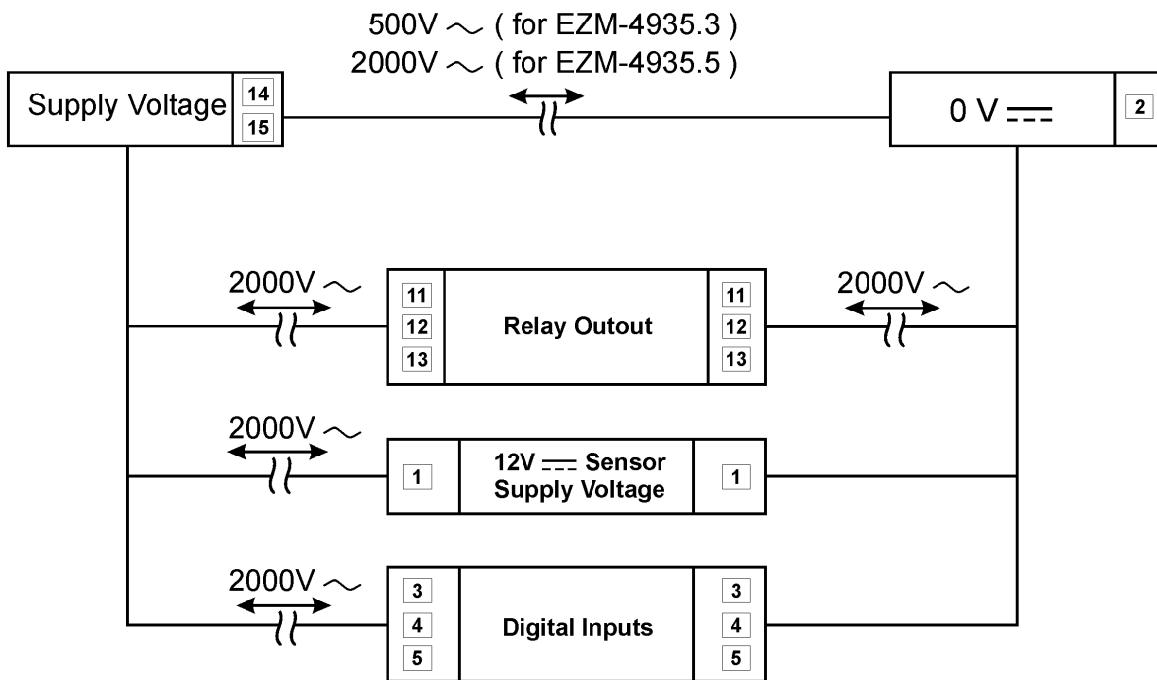 500V ~ ( for EZM-4935.3 )
2000V ~ ( for EZM-4935.5 )
Supply Voltage
14
15
0 V ⎓
2
2000V ~
11
12
13
Relay Outout
11
12
13
2000V ~
2000V ~
1
12V ⎓ Sensor
Supply Voltage
1
2000V ~
3
4
5
Digital Inputs
3
4
5